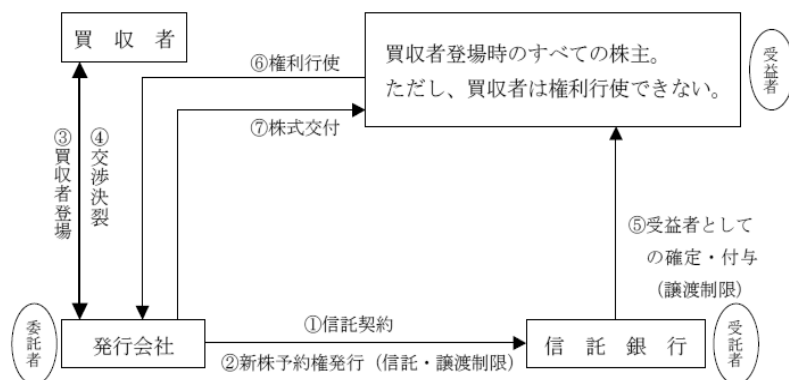 買収者
⑥権利行使
買収者登場時のすべての株主。
ただし、買収者は権利行使できない。
受益者
⑦株式交付
③買収者登場
④交渉決裂
⑤受益者として
の確定・付与
(譲渡制限)
委託者
発行会社
①信託契約
②新株予約権発行(信託・譲渡制限)
信託銀行
受託者